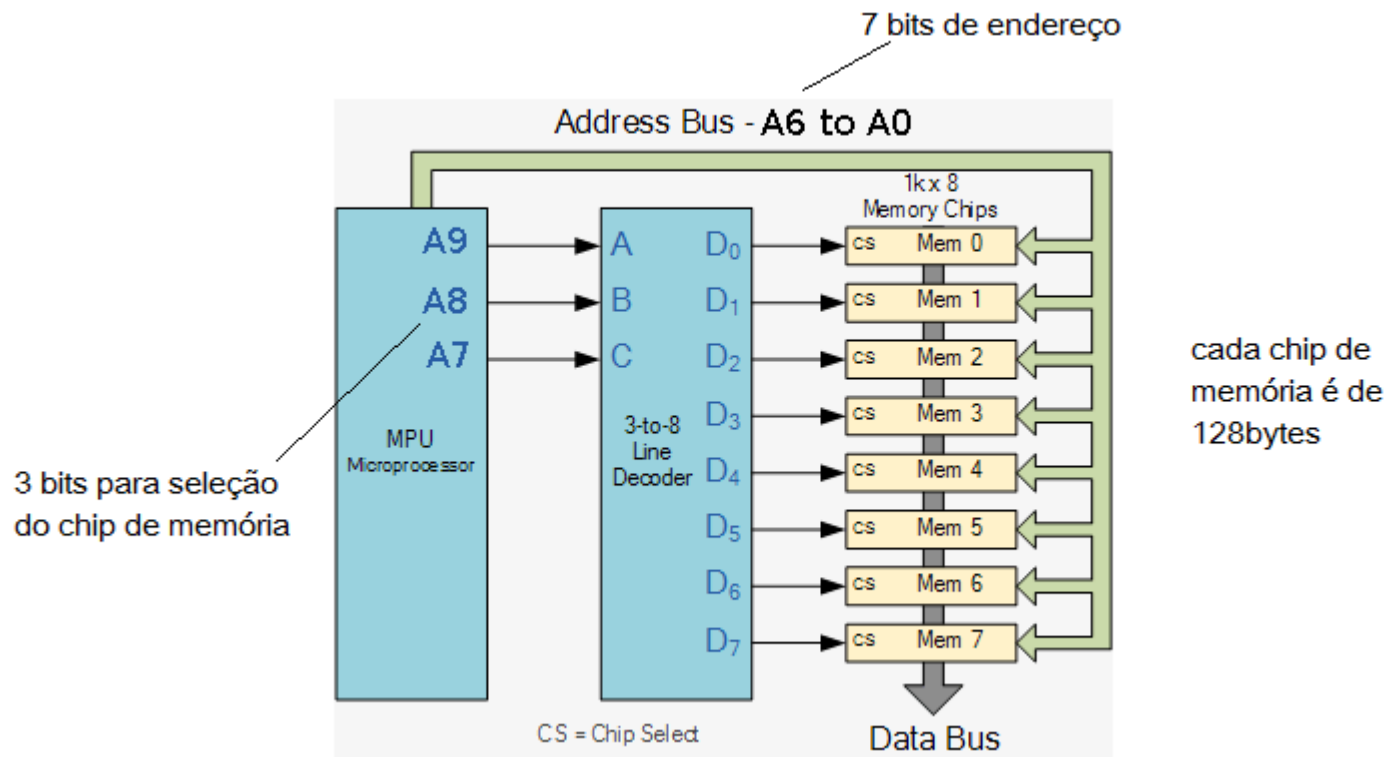 7 bits de endereço
Address Bus - A6 to A0
1k x 8
Memory Chips
A9
A
D0
cs
Mem 0
A8
B
D1
cs
Mem 1
A7
C
D2
cs
Mem 2
D3
cs
Mem 3
D4
cs
Mem 4
D5
cs
Mem 5
D6
cs
Mem 6
D7
cs
Mem 7
MPU
Microprocessor
3-to-8
Line
Decoder
cada chip de
memória é de
128bytes
3 bits para seleção
do chip de memória
CS = Chip Select
Data Bus